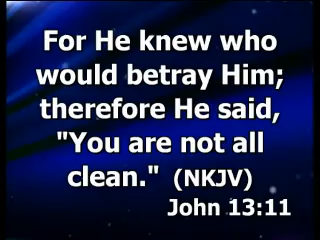 For He knew who
would betray Him;
therefore He said,
"You are not all
clean." (NKJV)
John 13:11